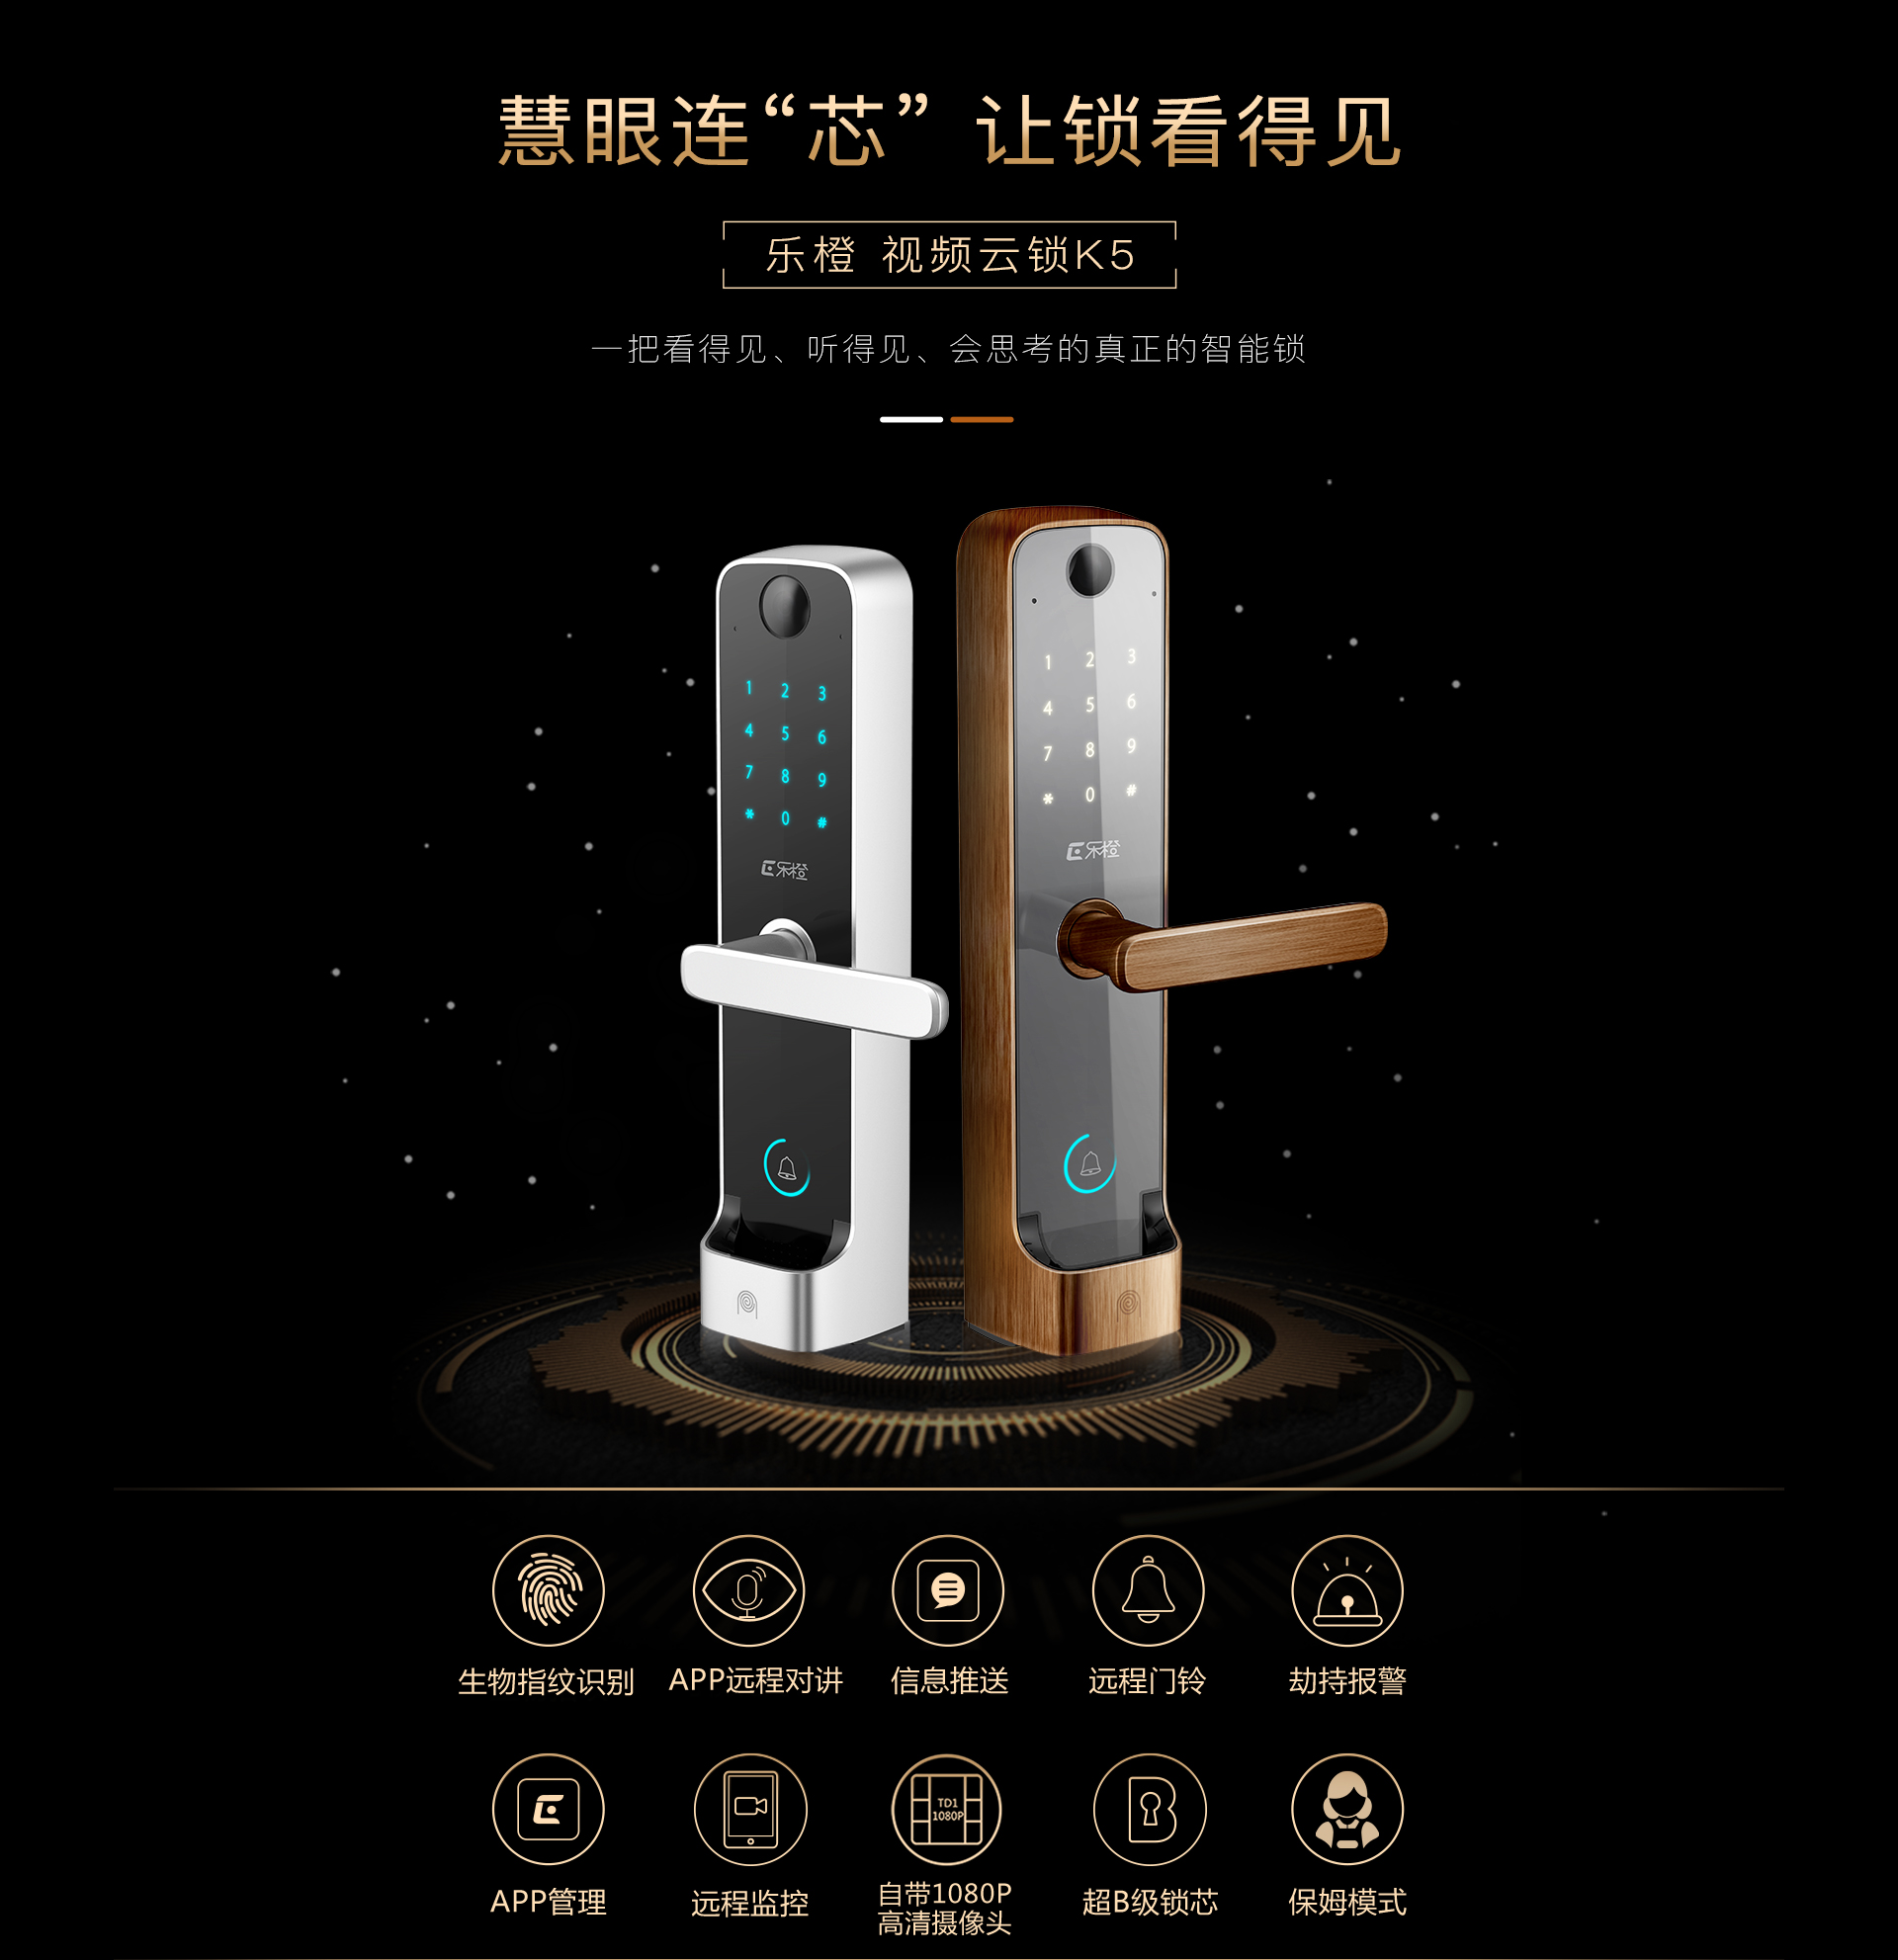 慧眼连“芯” 让锁看得见
乐橙 视频云锁K5
一把看得见、听得见、会思考的真正的智能锁
1 2 3
4 5 6
7 8 9
* 0 #
乐橙
1 2 3
4 5 6
7 8 9
* 0 #
乐橙
生物指纹识别 APP远程对讲 信息推送 远程门铃 劫持报警
TD1
1080P
APP管理 远程监控 自带1080P 超B级锁芯 保姆模式
高清摄像头